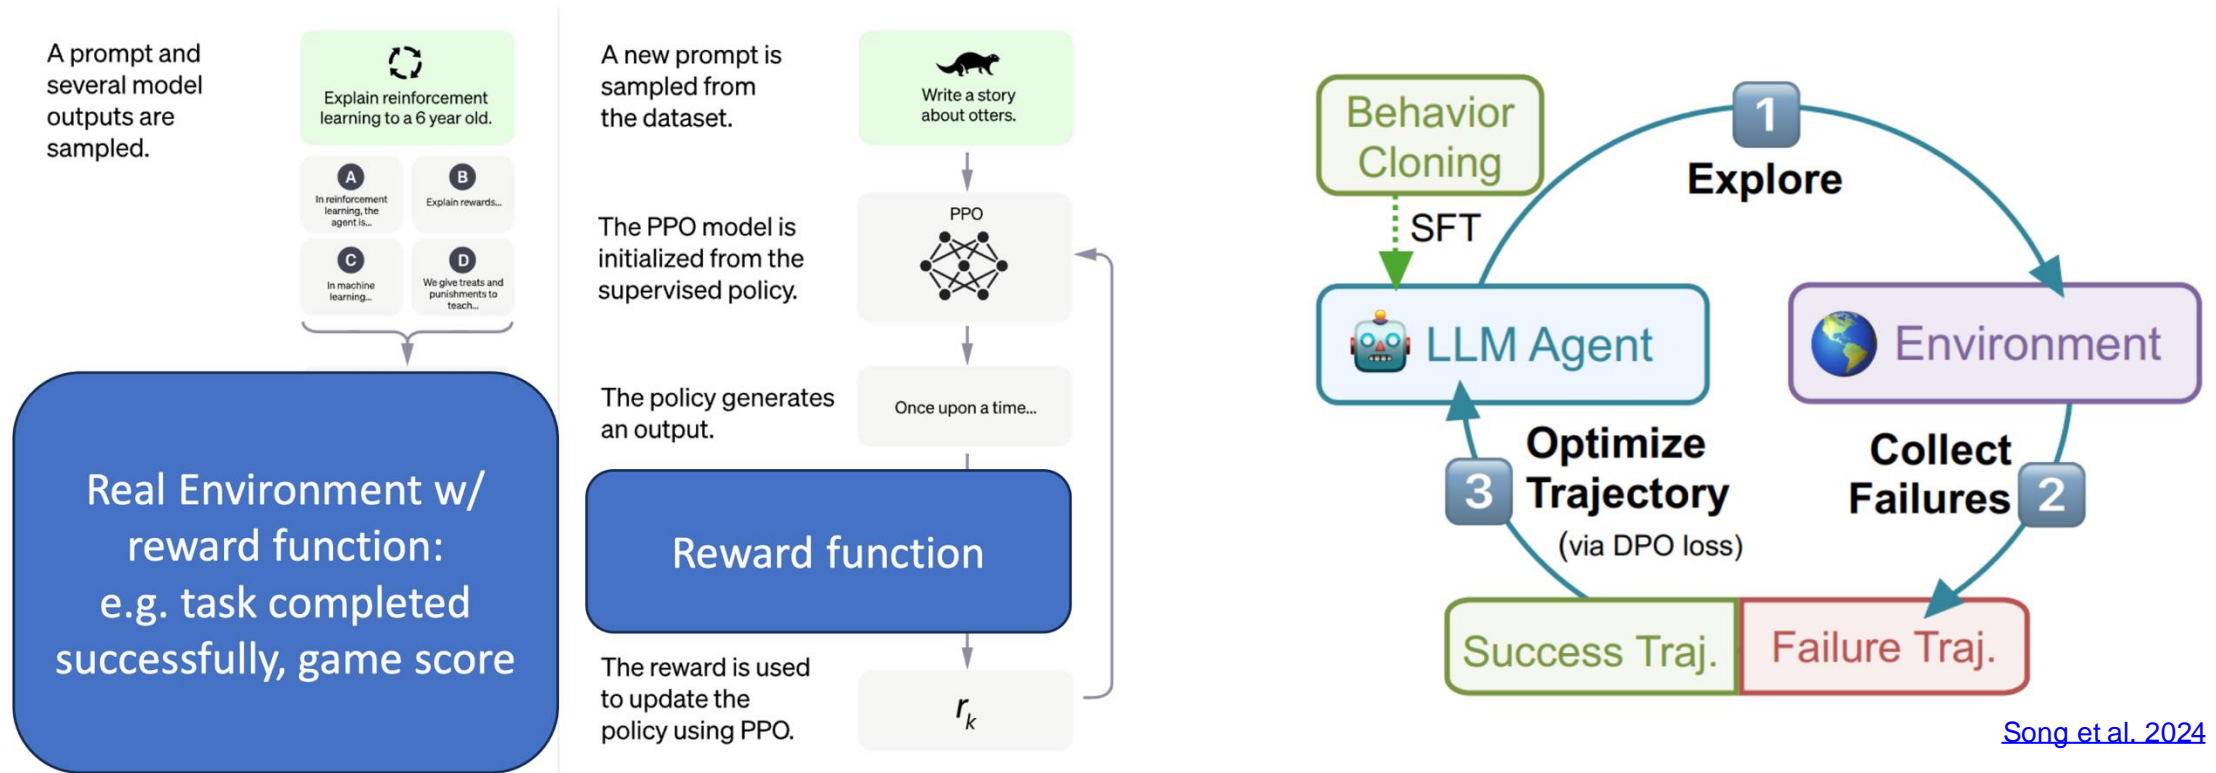 A prompt and
several model
outputs are
sampled.
Explain reinforcement
learning to a 6 year old.
A
In reinforcement
learning, the
agent is...
B
Explain rewards...
C
In machine
learning...
D
We give treats and
punishments to
teach...
Real Environment w/
reward function:
e.g. task completed
successfully, game score
A new prompt is
sampled from
the dataset.
Write a story
about otters.
The PPO model is
initialized from the
supervised policy.
PPO
The policy generates
an output.
Once upon a time...
Reward function
The reward is used
to update the
policy using PPO.
rk
Behavior
Cloning
SFT
1
Explore
LLM Agent
Environment
Optimize
Trajectory
(via DPO loss)
3
Collect
Failures
2
Success Traj.
Failure Traj.
Song et al. 2024